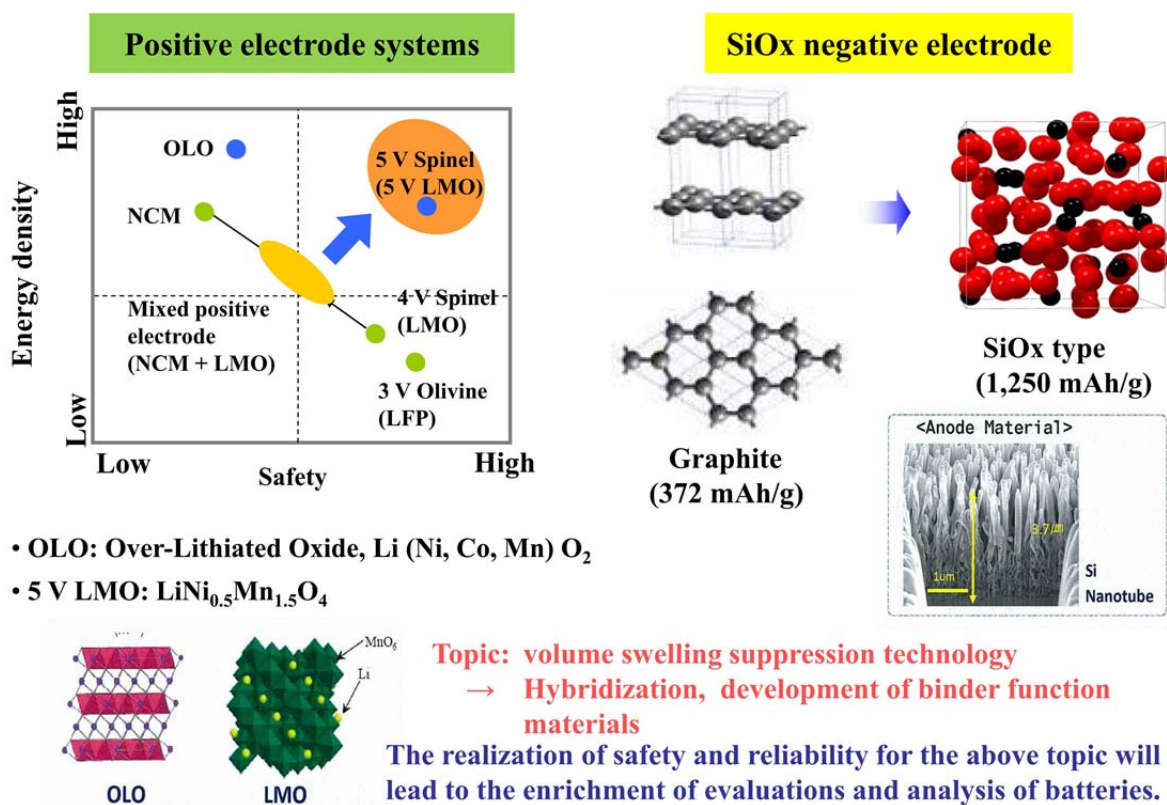 Positive electrode systems
SiOx negative electrode
High
Energy density
Low
OLO
NCM
5 V Spinel
(5 V LMO)
Mixed positive
electrode
(NCM + LMO)
4 V Spinel
(LMO)
3 V Olivine
(LFP)
Low
Safety
High
Graphite
(372 mAh/g)
SiOx type
(1,250 mAh/g)
<Anode Material>
3.7㎛
1um
Si
Nanotube
• OLO: Over-Lithiated Oxide, Li (Ni, Co, Mn) O₂
• 5 V LMO: LiNi₀.₅Mn₁.₅O₄
MnO₆
Li
OLO
LMO
Topic: volume swelling suppression technology
→ Hybridization, development of binder function
materials
The realization of safety and reliability for the above topic will
lead to the enrichment of evaluations and analysis of batteries.